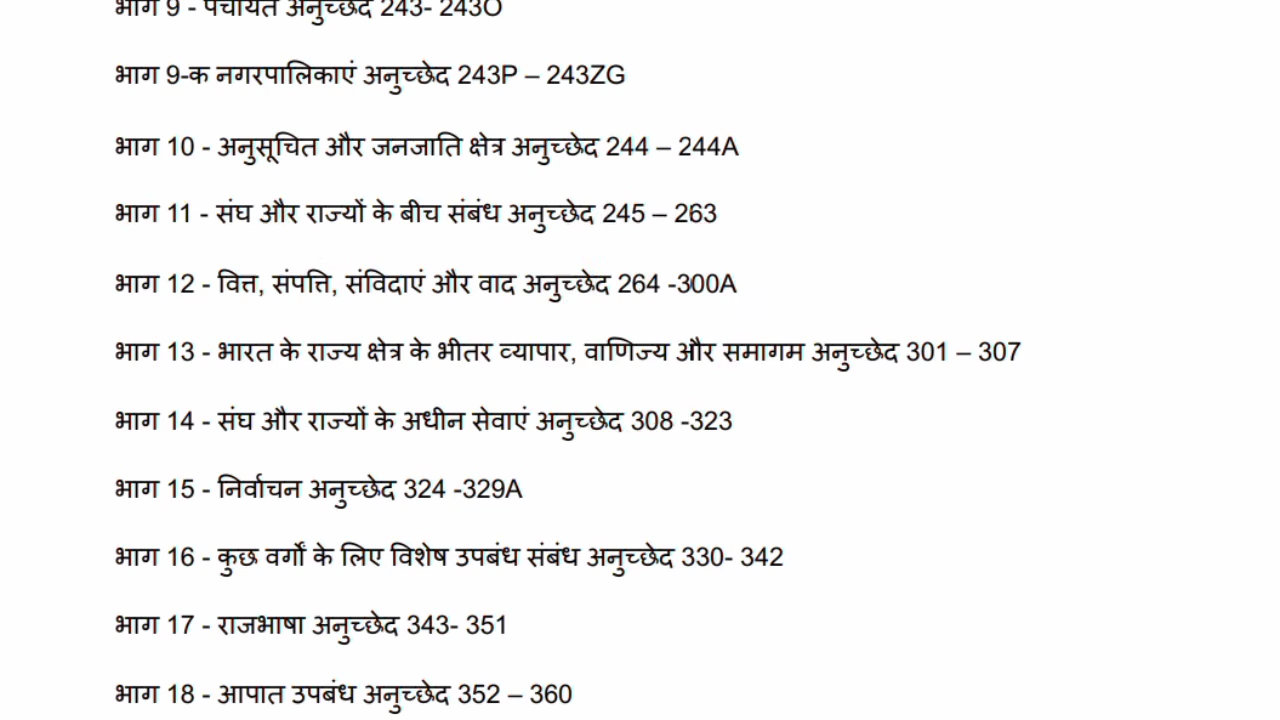 भाग 9 - पंचायत अनुच्छेद 243- 243O
भाग 9-क नगरपालिकाएं अनुच्छेद 243P – 243ZG
भाग 10 - अनुसूचित और जनजाति क्षेत्र अनुच्छेद 244 – 244A
भाग 11 - संघ और राज्यों के बीच संबंध अनुच्छेद 245 – 263
भाग 12 - वित्त, संपत्ति, संविदाएं और वाद अनुच्छेद 264 -300A
भाग 13 - भारत के राज्य क्षेत्र के भीतर व्यापार, वाणिज्य और समागम अनुच्छेद 301 – 307
भाग 14 - संघ और राज्यों के अधीन सेवाएं अनुच्छेद 308 -323
भाग 15 - निर्वाचन अनुच्छेद 324 -329A
भाग 16 - कुछ वर्गों के लिए विशेष उपबंध संबंध अनुच्छेद 330- 342
भाग 17 - राजभाषा अनुच्छेद 343- 351
भाग 18 - आपात उपबंध अनुच्छेद 352 – 360